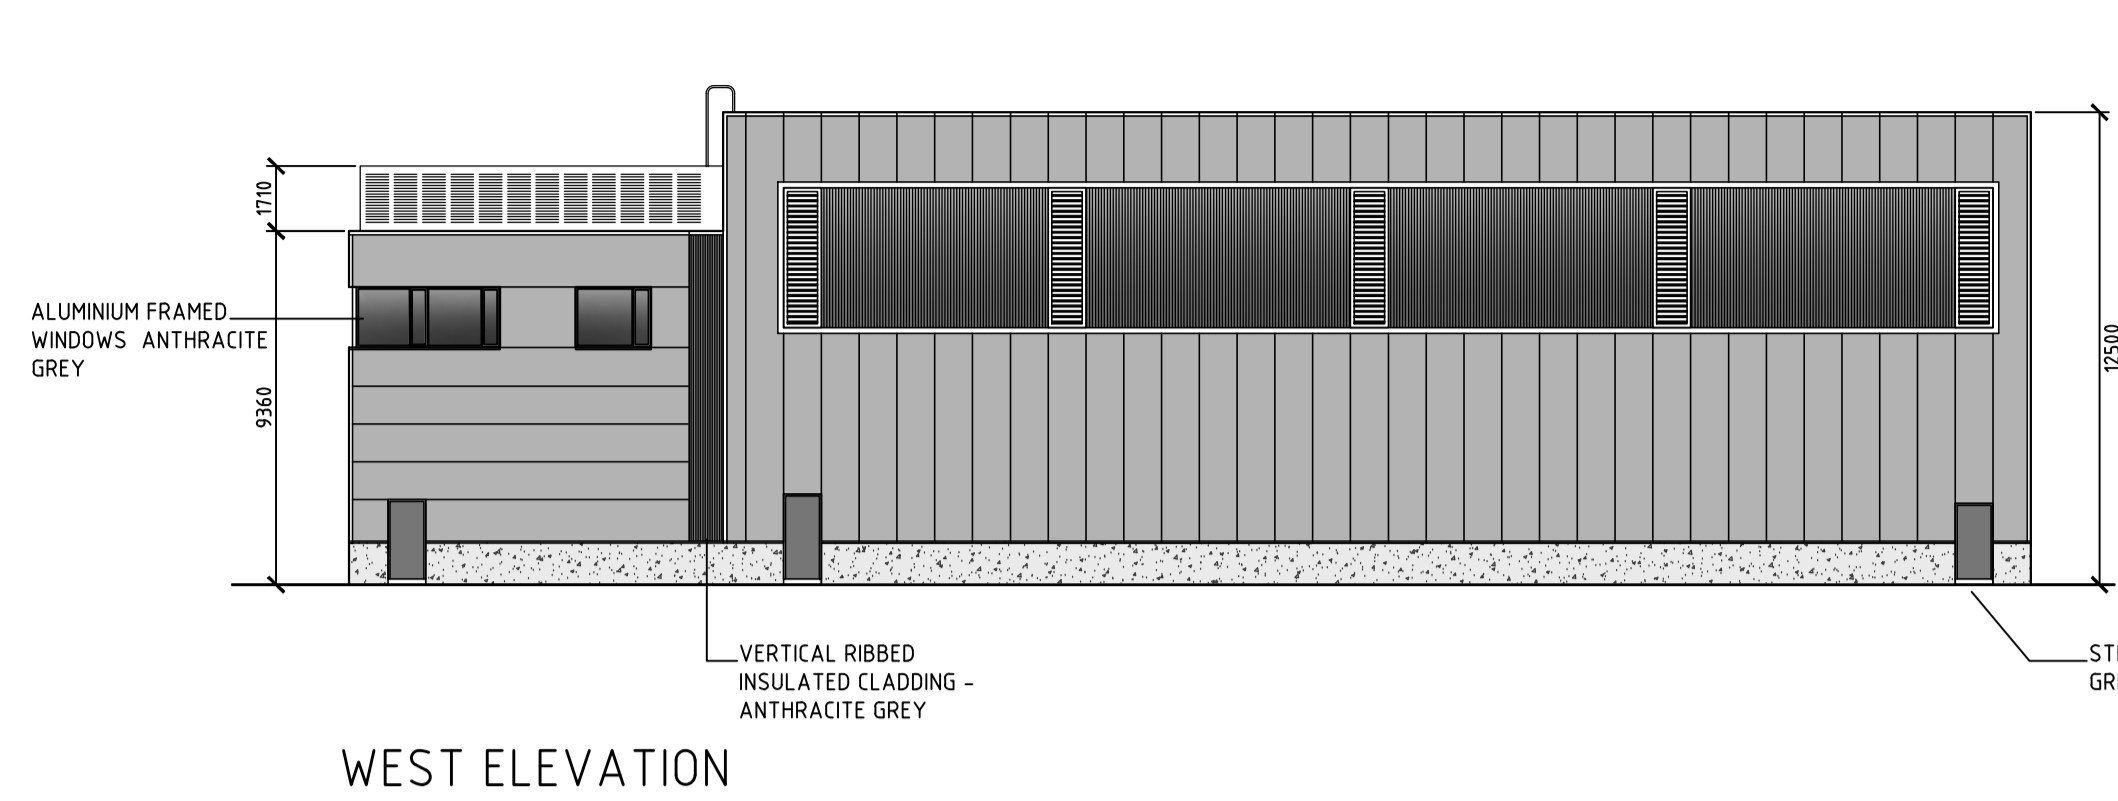 1710
ALUMINIUM FRAMED
WINDOWS ANTHRACITE
GREY
9360
12500
VERTICAL RIBBED
INSULATED CLADDING -
ANTHRACITE GREY
WEST ELEVATION